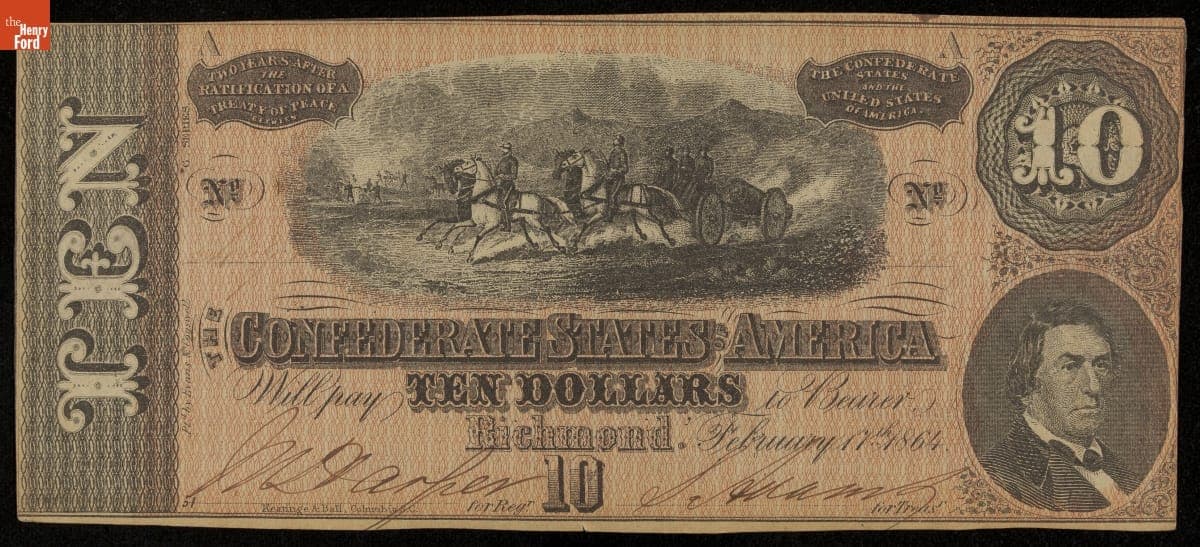 the
Henry
Ford
A
A
TWO YEARS AFTER
THE
RATIFICATION OF A
TREATY OF PEACE
BETWEEN
THE CONFEDERATE
STATES
AND THE
UNITED STATES
OF AMERICA.
10
TEN
Nº
Nº
THE
CONFEDERATE STATES OF AMERICA
Will pay TEN DOLLARS to Bearer.
Richmond. February 17th 1864.
for Regr.
10
for Treasr.
Keatinge & Ball, Columbia, S.C.